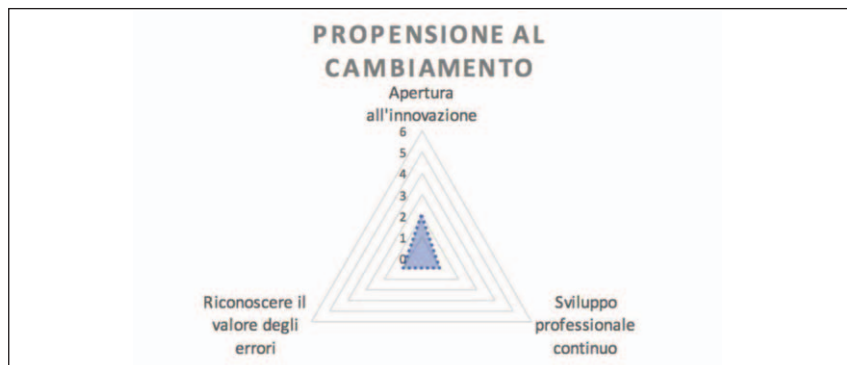 PROPENSIONE AL
CAMBIAMENTO
Apertura
all'innovazione
6
5
4
3
2
1
0
Riconoscere il
valore degli
errori
Sviluppo
professionale
continuo